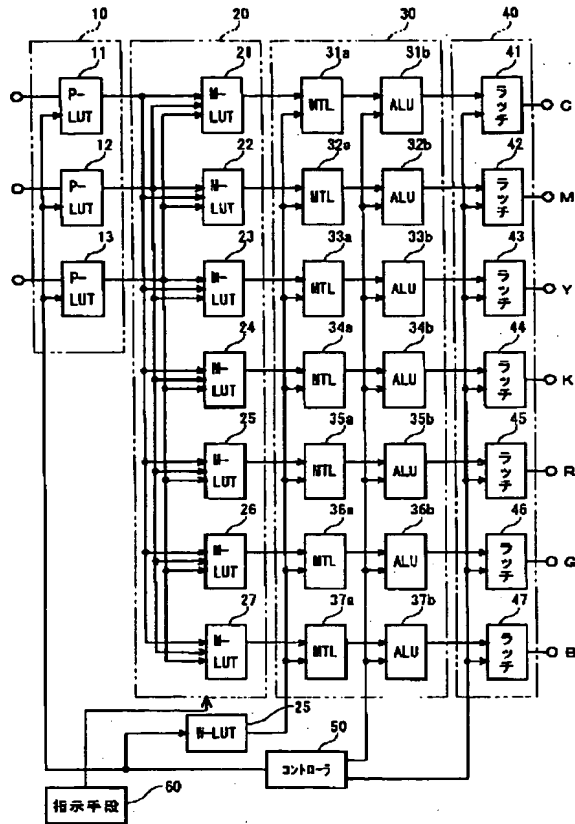 10
20
30
40
11
21
31a
31b
41
P-
LUT
M-
LUT
MTL
ALU
ラッチ
C
12
22
32a
32b
42
P-
LUT
M-
LUT
MTL
ALU
ラッチ
M
13
23
33a
33b
43
P-
LUT
M-
LUT
MTL
ALU
ラッチ
Y
24
34a
34b
44
M-
LUT
MTL
ALU
ラッチ
K
25
35a
35b
45
M-
LUT
MTL
ALU
ラッチ
R
26
36a
36b
46
M-
LUT
MTL
ALU
ラッチ
G
27
37a
37b
47
M-
LUT
MTL
ALU
ラッチ
B
25
W-LUT
50
コントローラ
60
指示手段